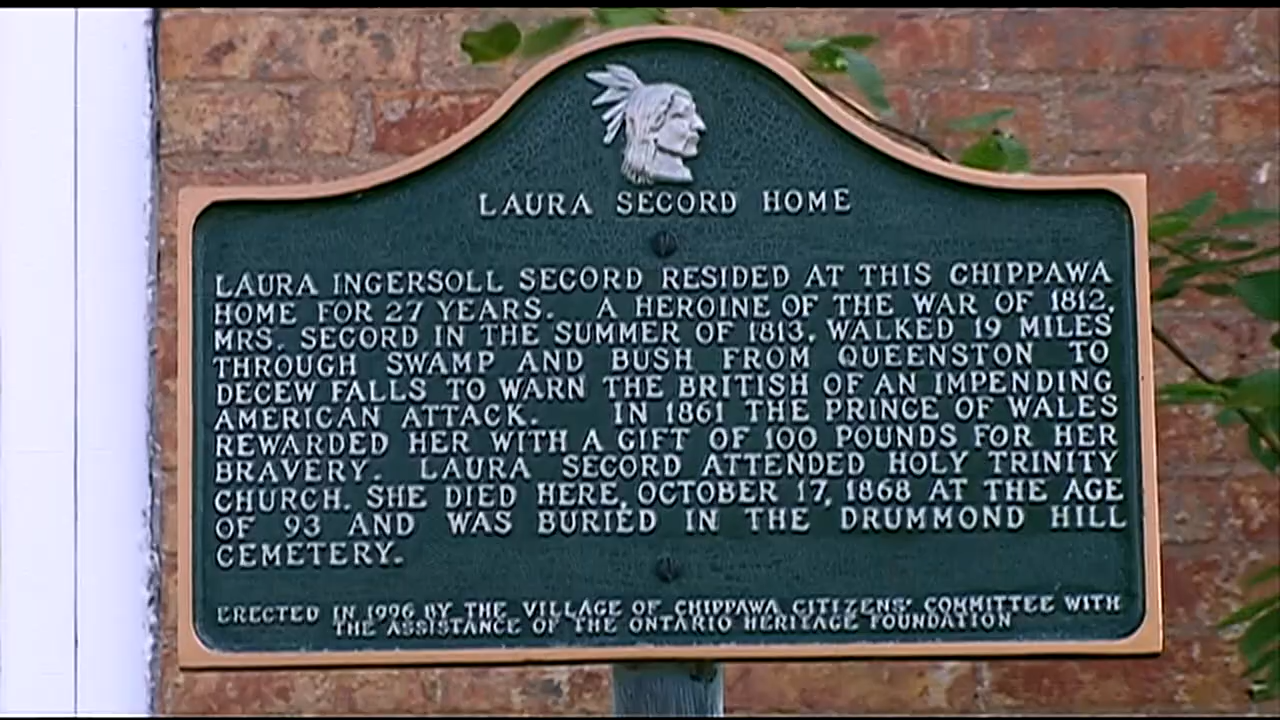 LAURA SECORD HOME
LAURA INGERSOLL SECORD RESIDED AT THIS CHIPPAWA
HOME FOR 27 YEARS. A HEROINE OF THE WAR OF 1812,
MRS. SECORD IN THE SUMMER OF 1813, WALKED 19 MILES
THROUGH SWAMP AND BUSH FROM QUEENSTON TO
DECEW FALLS TO WARN THE BRITISH OF AN IMPENDING
AMERICAN ATTACK. IN 1861 THE PRINCE OF WALES
REWARDED HER WITH A GIFT OF 100 POUNDS FOR HER
BRAVERY. LAURA SECORD ATTENDED HOLY TRINITY
CHURCH. SHE DIED HERE, OCTOBER 17, 1868 AT THE AGE
OF 93 AND WAS BURIED IN THE DRUMMOND HILL
CEMETERY.
ERECTED IN 1996 BY THE VILLAGE OF CHIPPAWA CITIZENS' COMMITTEE WITH
THE ASSISTANCE OF THE ONTARIO HERITAGE FOUNDATION